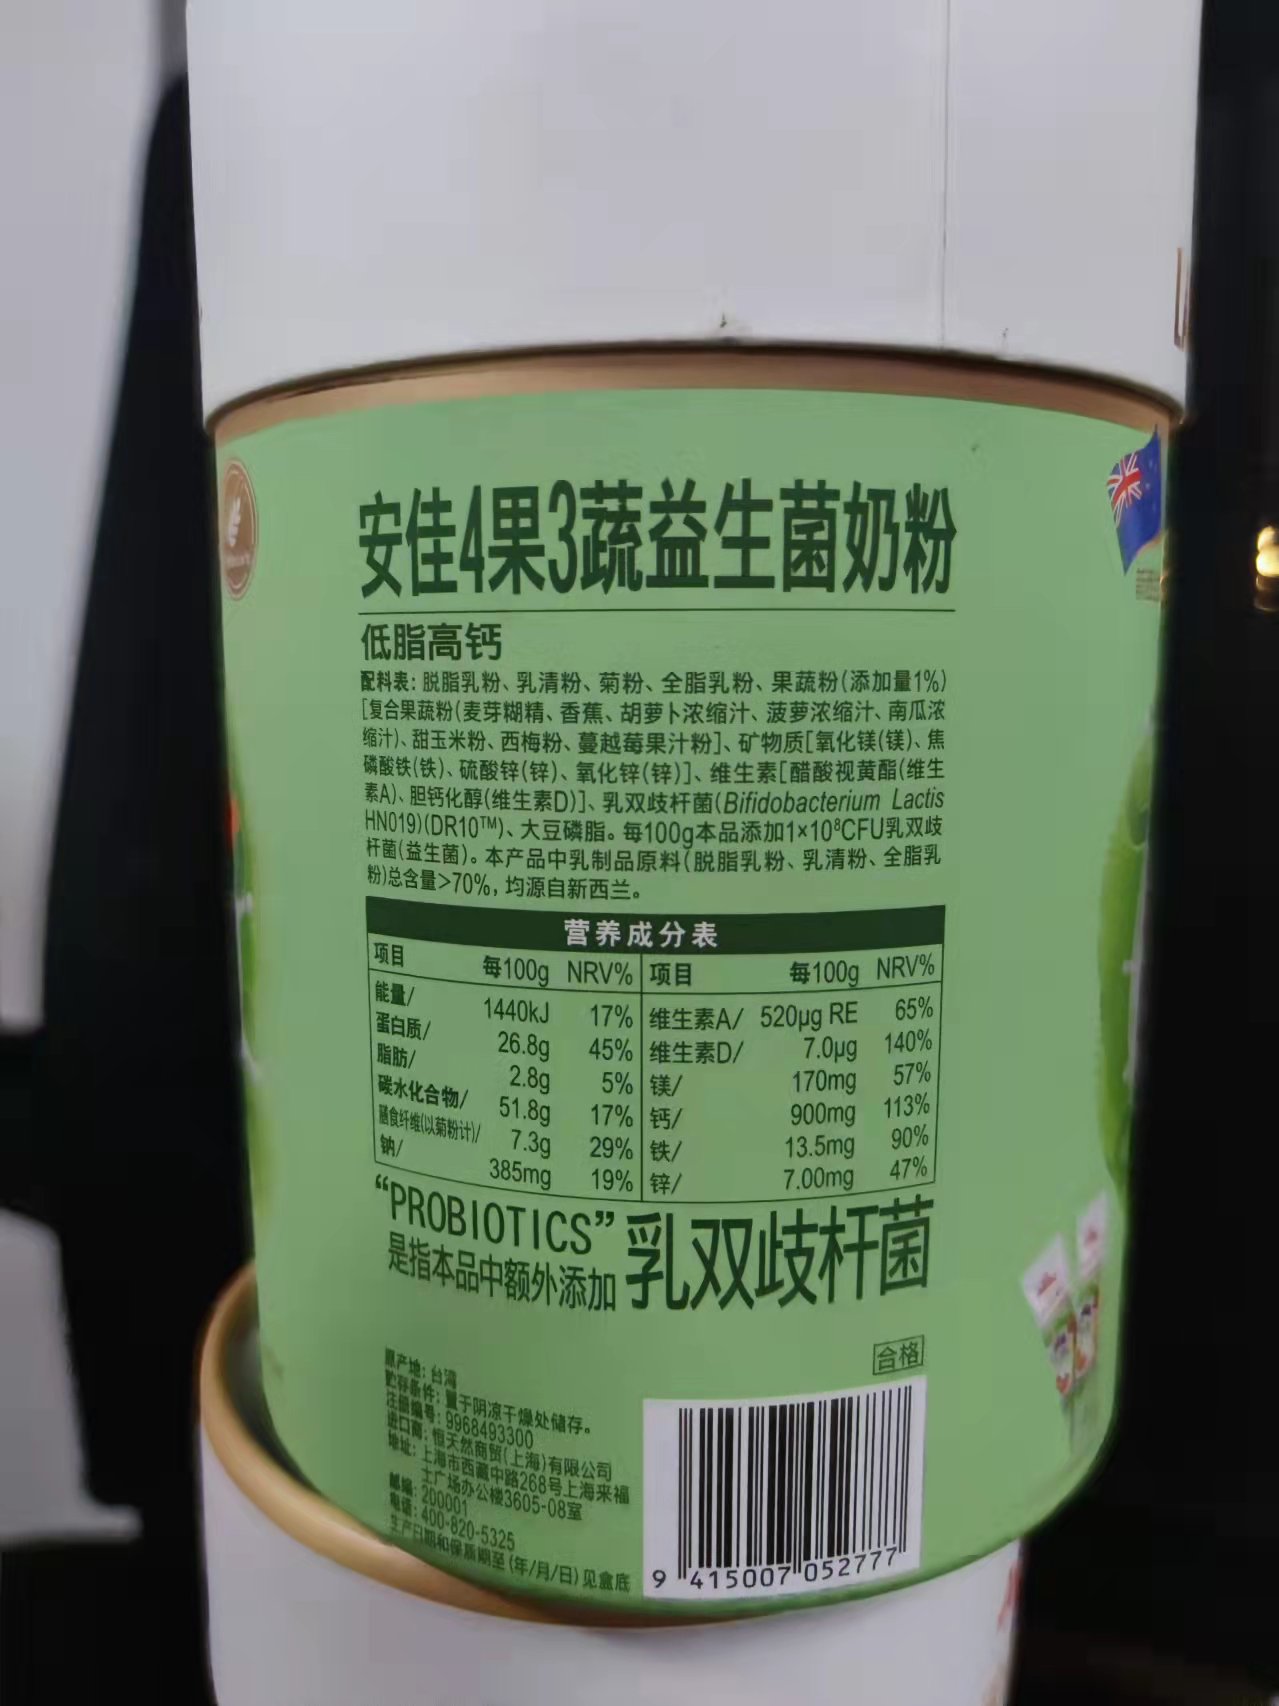 安佳4果3蔬益生菌奶粉
低脂高钙
配料表：脱脂乳粉、乳清粉、菊粉、全脂乳粉、果蔬粉（添加量1%）
[复合果蔬粉（麦芽糊精、香蕉、胡萝卜浓缩汁、菠萝浓缩汁、南瓜浓
缩汁）、甜玉米粉、西梅粉、蔓越莓果汁粉]、矿物质[氧化镁（镁）、焦
磷酸铁（铁）、硫酸锌（锌）、氧化锌（锌）]、维生素[醋酸视黄酯（维生
素A）、胆钙化醇（维生素D）]、乳双歧杆菌（Bifidobacterium Lactis
HN019）（DR10™）、大豆磷脂。每100g本品添加1×10⁸CFU乳双歧
杆菌（益生菌）。本产品中乳制品原料（脱脂乳粉、乳清粉、全脂乳
粉）总含量>70%，均源自新西兰。
营养成分表
项目 每100g NRV% 项目 每100g NRV%
能量/ 1440kJ 17% 维生素A/ 520μg RE 65%
蛋白质/ 26.8g 45% 维生素D/ 7.0μg 140%
脂肪/ 2.8g 5% 镁/ 170mg 57%
碳水化合物/ 51.8g 17% 钙/ 900mg 113%
膳食纤维（以菊粉计）/ 7.3g 29% 铁/ 13.5mg 90%
钠/ 385mg 19% 锌/ 7.00mg 47%
“PROBIOTICS”
是指本品中额外添加 乳双歧杆菌
合格
原产地：台湾
贮存条件：置于阴凉干燥处储存。
注册编号：9968493300
进口商：恒天然商贸（上海）有限公司
地址：上海市西藏中路268号上海来福
士广场办公楼3605-08室
邮编：200001
电话：400-820-5325
生产日期和保质期至（年/月/日）见盒底
9 415007 052777